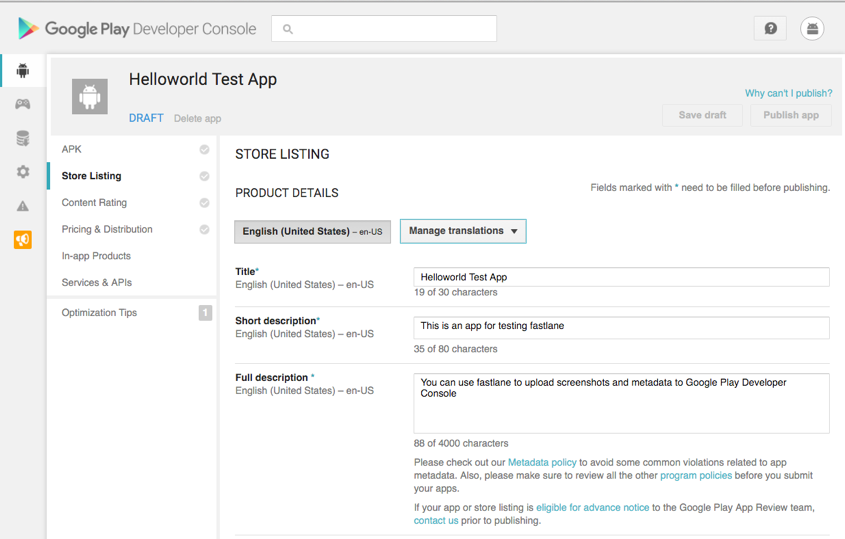 Google Play Developer Console
Helloworld Test App
DRAFT Delete app
Why can't I publish?
Save draft Publish app
APK
Store Listing
Content Rating
Pricing & Distribution
In-app Products
Services & APIs
Optimization Tips 1
STORE LISTING
PRODUCT DETAILS
Fields marked with * need to be filled before publishing.
English (United States) – en-US Manage translations
Title*
English (United States) – en-US
Helloworld Test App
19 of 30 characters
Short description*
English (United States) – en-US
This is an app for testing fastlane
35 of 80 characters
Full description *
English (United States) – en-US
You can use fastlane to upload screenshots and metadata to Google Play Developer
Console
88 of 4000 characters
Please check out our Metadata policy to avoid some common violations related to app
metadata. Also, please make sure to review all the other program policies before you submit
your apps.
If your app or store listing is eligible for advance notice to the Google Play App Review team,
contact us prior to publishing.